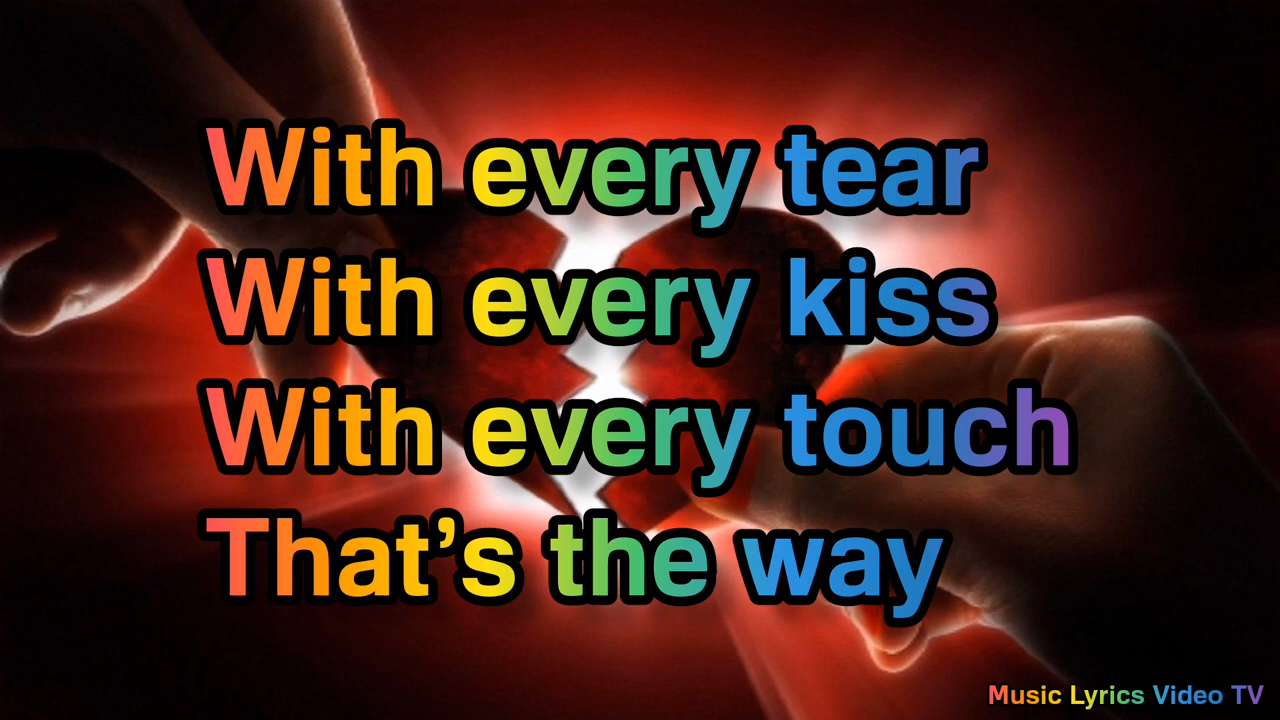 With every tear
With every kiss
With every touch
That’s the way
Music Lyrics Video TV